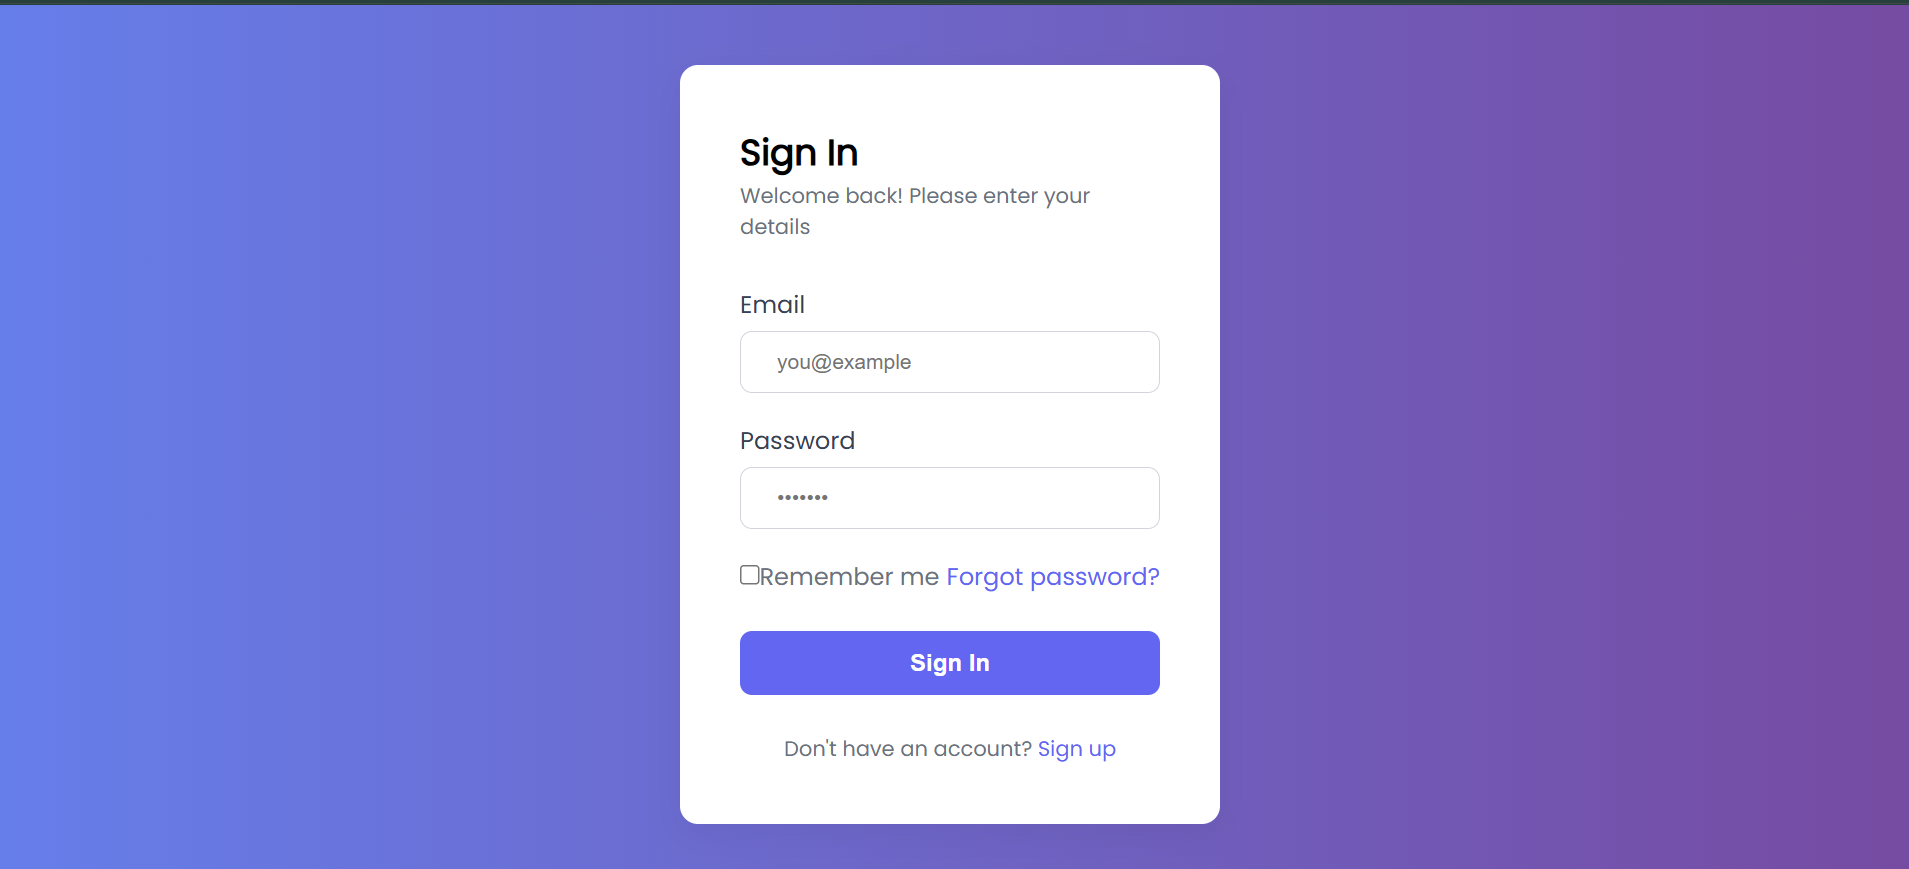 Sign In
Welcome back! Please enter your
details
Email
you@example
Password
•••••••
Remember me Forgot password?
Sign In
Don't have an account? Sign up